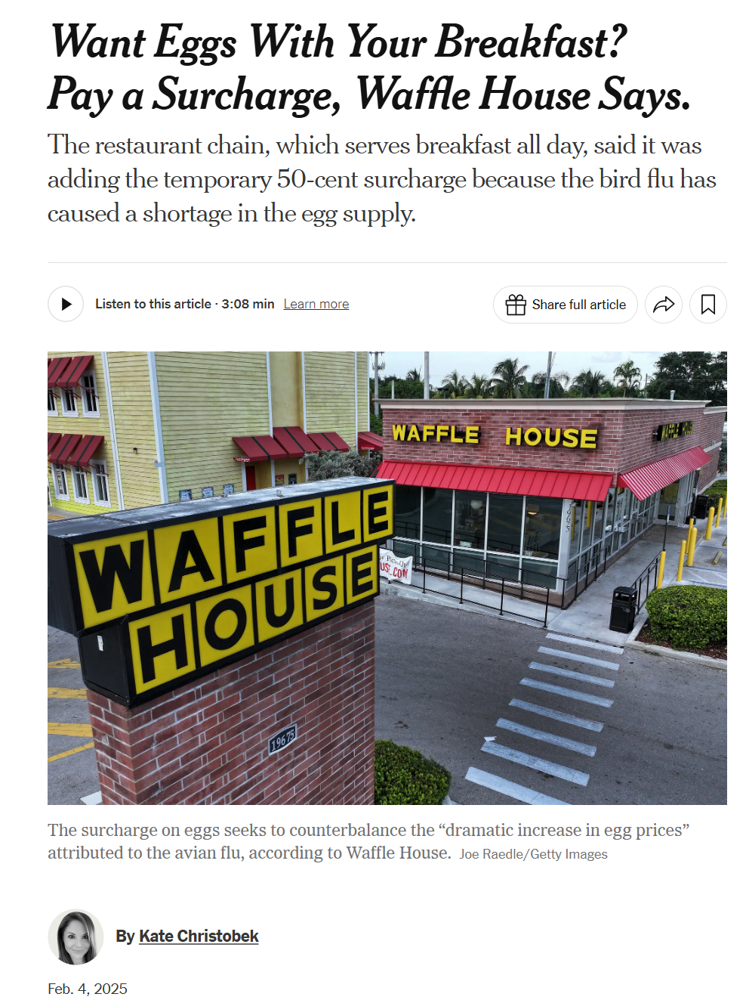 Want Eggs With Your Breakfast?
Pay a Surcharge, Waffle House Says.
The restaurant chain, which serves breakfast all day, said it was
adding the temporary 50-cent surcharge because the bird flu has
caused a shortage in the egg supply.
Listen to this article · 3:08 min Learn more
Share full article
WAFFLE HOUSE
WAFFLE HOUSE
WAFFLE
HOUSE
19675
The surcharge on eggs seeks to counterbalance the “dramatic increase in egg prices”
attributed to the avian flu, according to Waffle House. Joe Raedle/Getty Images
By Kate Christobek
Feb. 4, 2025